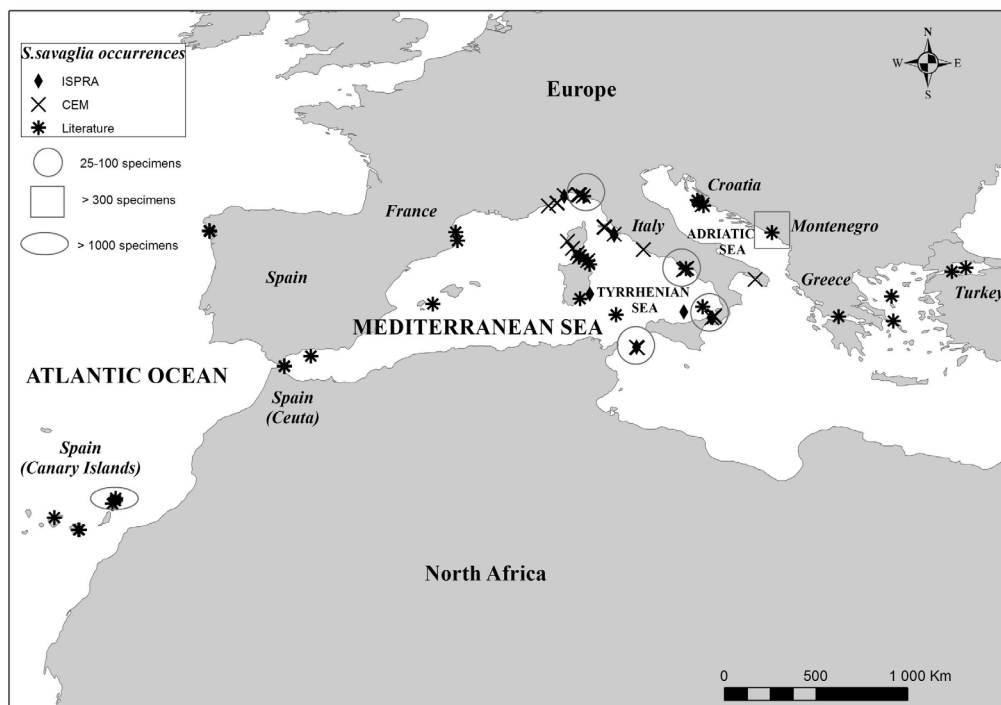 S.savaglia occurrences
ISPRA
CEM
Literature
25-100 specimens
> 300 specimens
> 1000 specimens
N
W
E
S
Europe
Croatia
France
Italy
ADRIATIC
SEA
Montenegro
Spain
Greece
Turkey
TYRRHENIAN
SEA
MEDITERRANEAN SEA
ATLANTIC OCEAN
Spain
(Ceuta)
Spain
(Canary Islands)
North Africa
0
500
1 000 Km